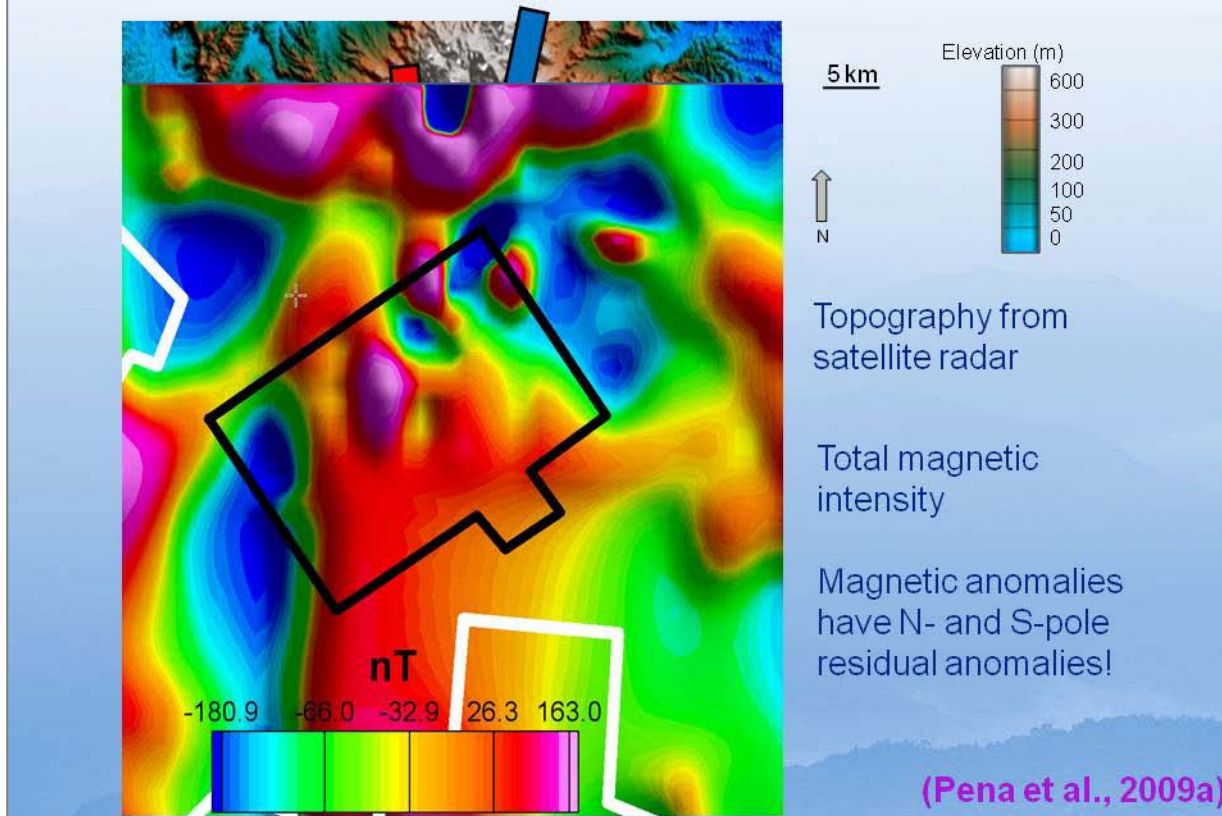 Elevation (m)
5 km
600
300
200
100
50
0
N
Topography from
satellite radar
Total magnetic
intensity
Magnetic anomalies
have N- and S-pole
residual anomalies!
nT
-180.9 -66.0 -32.9 26.3 163.0
(Pena et al., 2009a)